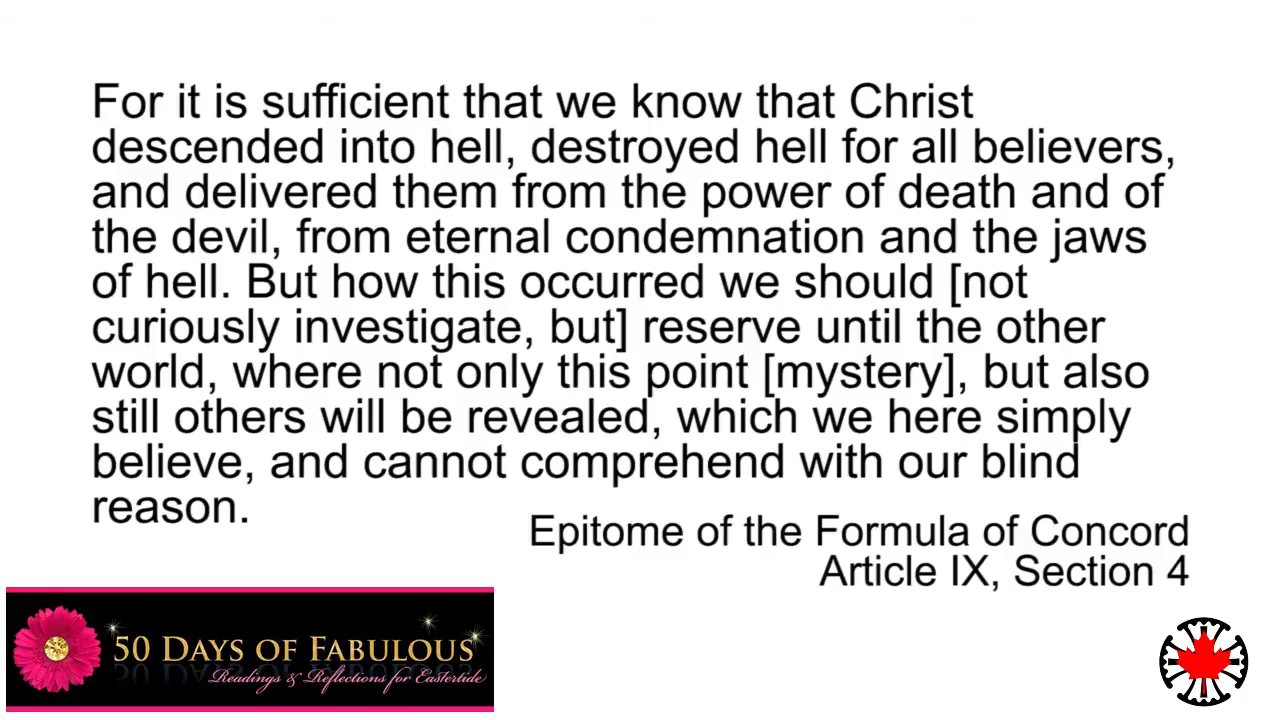 For it is sufficient that we know that Christ
descended into hell, destroyed hell for all believers,
and delivered them from the power of death and of
the devil, from eternal condemnation and the jaws
of hell. But how this occurred we should [not
curiously investigate, but] reserve until the other
world, where not only this point [mystery], but also
still others will be revealed, which we here simply
believe, and cannot comprehend with our blind
reason.
Epitome of the Formula of Concord
Article IX, Section 4
50 Days of Fabulous
Readings & Reflections for Eastertide